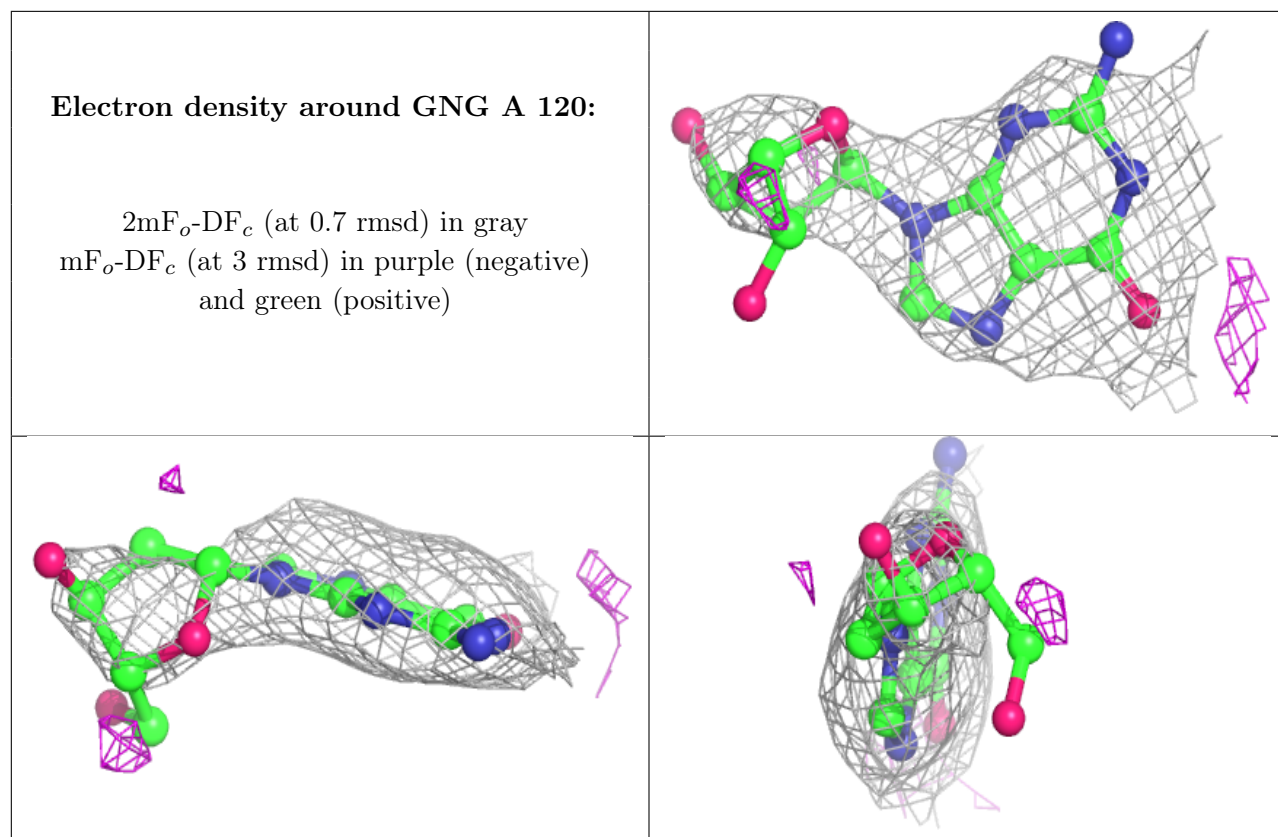 Electron density around GNG A 120:
2mFₒ-DF𝑐 (at 0.7 rmsd) in gray
mFₒ-DF𝑐 (at 3 rmsd) in purple (negative)
and green (positive)